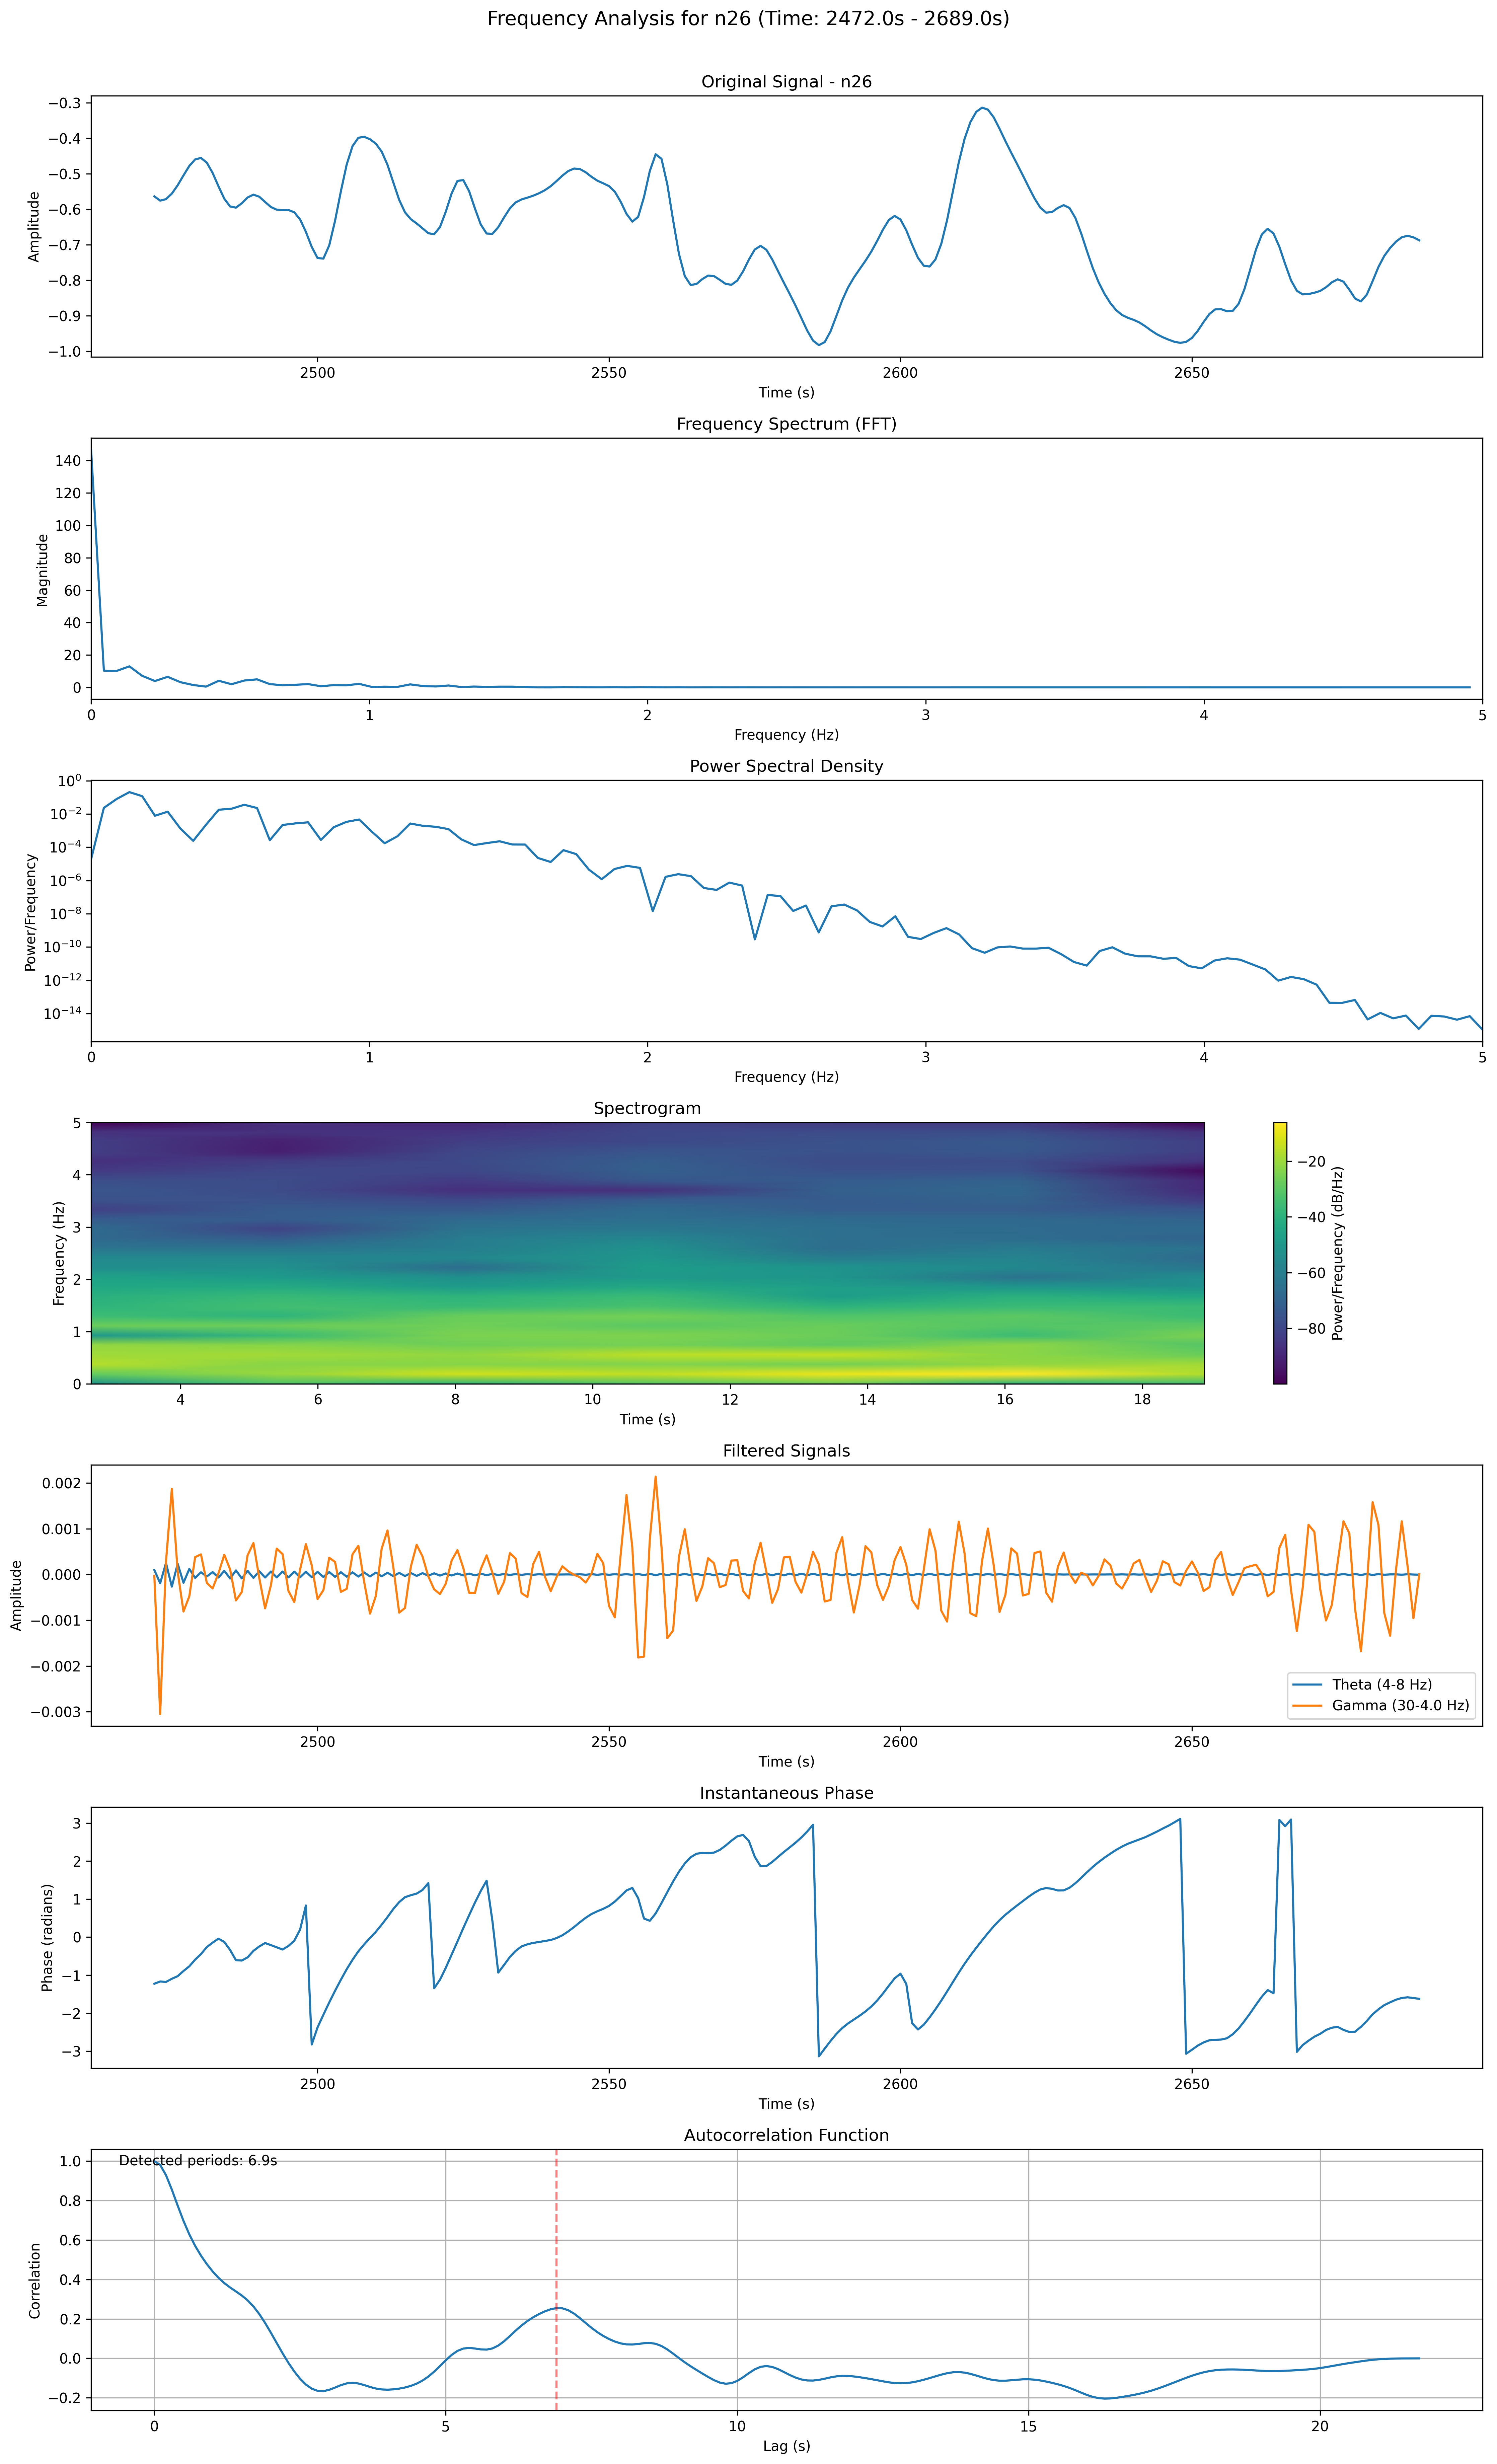 Frequency Analysis for n26 (Time: 2472.0s - 2689.0s)
Original Signal - n26
−0.3
−0.4
−0.5
−0.6
−0.7
−0.8
−0.9
−1.0
Amplitude
2500 2550 2600 2650
Time (s)
Frequency Spectrum (FFT)
140
120
100
80
60
40
20
0
Magnitude
0 1 2 3 4 5
Frequency (Hz)
Power Spectral Density
10⁰
10⁻²
10⁻⁴
10⁻⁶
10⁻⁸
10⁻¹⁰
10⁻¹²
10⁻¹⁴
Power/Frequency
0 1 2 3 4 5
Frequency (Hz)
Spectrogram
5
4
3
2
1
0
Frequency (Hz)
4 6 8 10 12 14 16 18
Time (s)
−20
−40
−60
−80
Power/Frequency (dB/Hz)
Filtered Signals
0.002
0.001
0.000
−0.001
−0.002
−0.003
Amplitude
Theta (4-8 Hz)
Gamma (30-4.0 Hz)
2500 2550 2600 2650
Time (s)
Instantaneous Phase
3
2
1
0
−1
−2
−3
Phase (radians)
2500 2550 2600 2650
Time (s)
Autocorrelation Function
Detected periods: 6.9s
1.0
0.8
0.6
0.4
0.2
0.0
−0.2
Correlation
0 5 10 15 20
Lag (s)